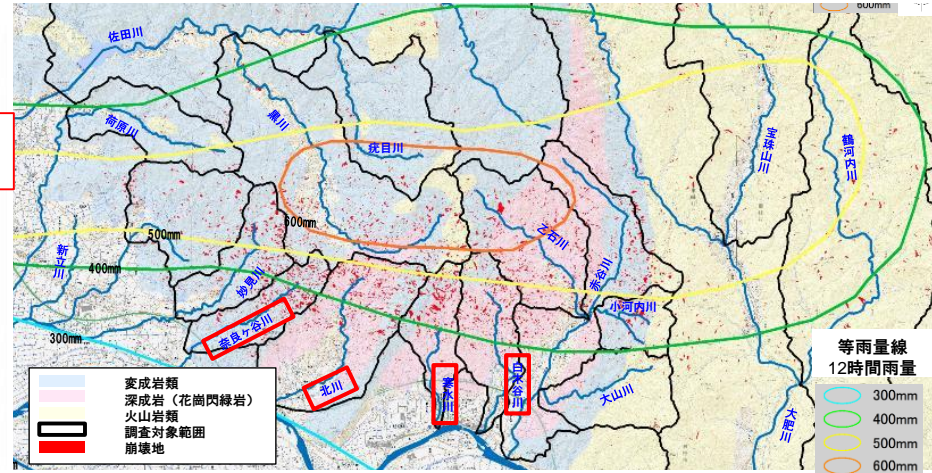 600mm
佐田川
荷原川
黒川
疣目川
宝珠山川
鶴河内川
600mm
500mm
400mm
300mm
新立川
妙見川
乙石川
赤谷川
小河内川
奈良ヶ谷川
北川
寒水川
白木谷川
大山川
大肥川
変成岩類
深成岩（花崗閃緑岩）
火山岩類
調査対象範囲
崩壊地
等雨量線
12時間雨量
300mm
400mm
500mm
600mm